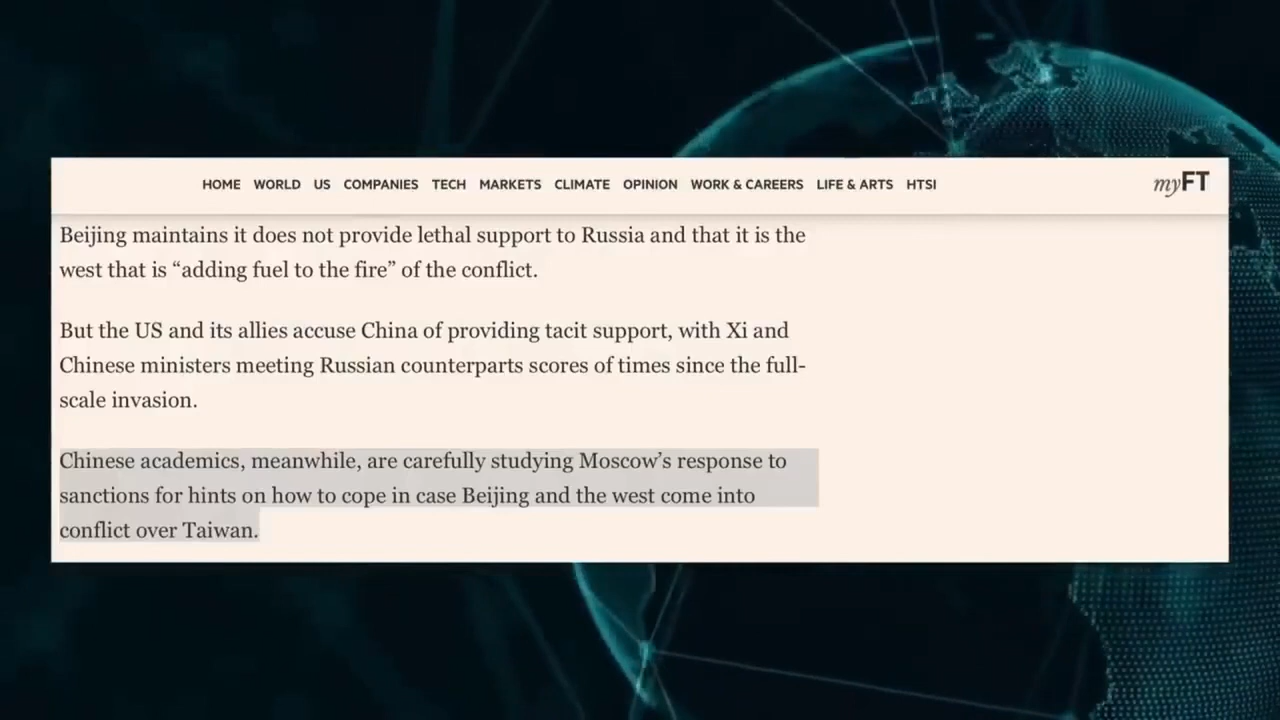 HOME WORLD US COMPANIES TECH MARKETS CLIMATE OPINION WORK & CAREERS LIFE & ARTS HTSI myFT
Beijing maintains it does not provide lethal support to Russia and that it is the
west that is “adding fuel to the fire” of the conflict.
But the US and its allies accuse China of providing tacit support, with Xi and
Chinese ministers meeting Russian counterparts scores of times since the full-
scale invasion.
Chinese academics, meanwhile, are carefully studying Moscow’s response to
sanctions for hints on how to cope in case Beijing and the west come into
conflict over Taiwan.